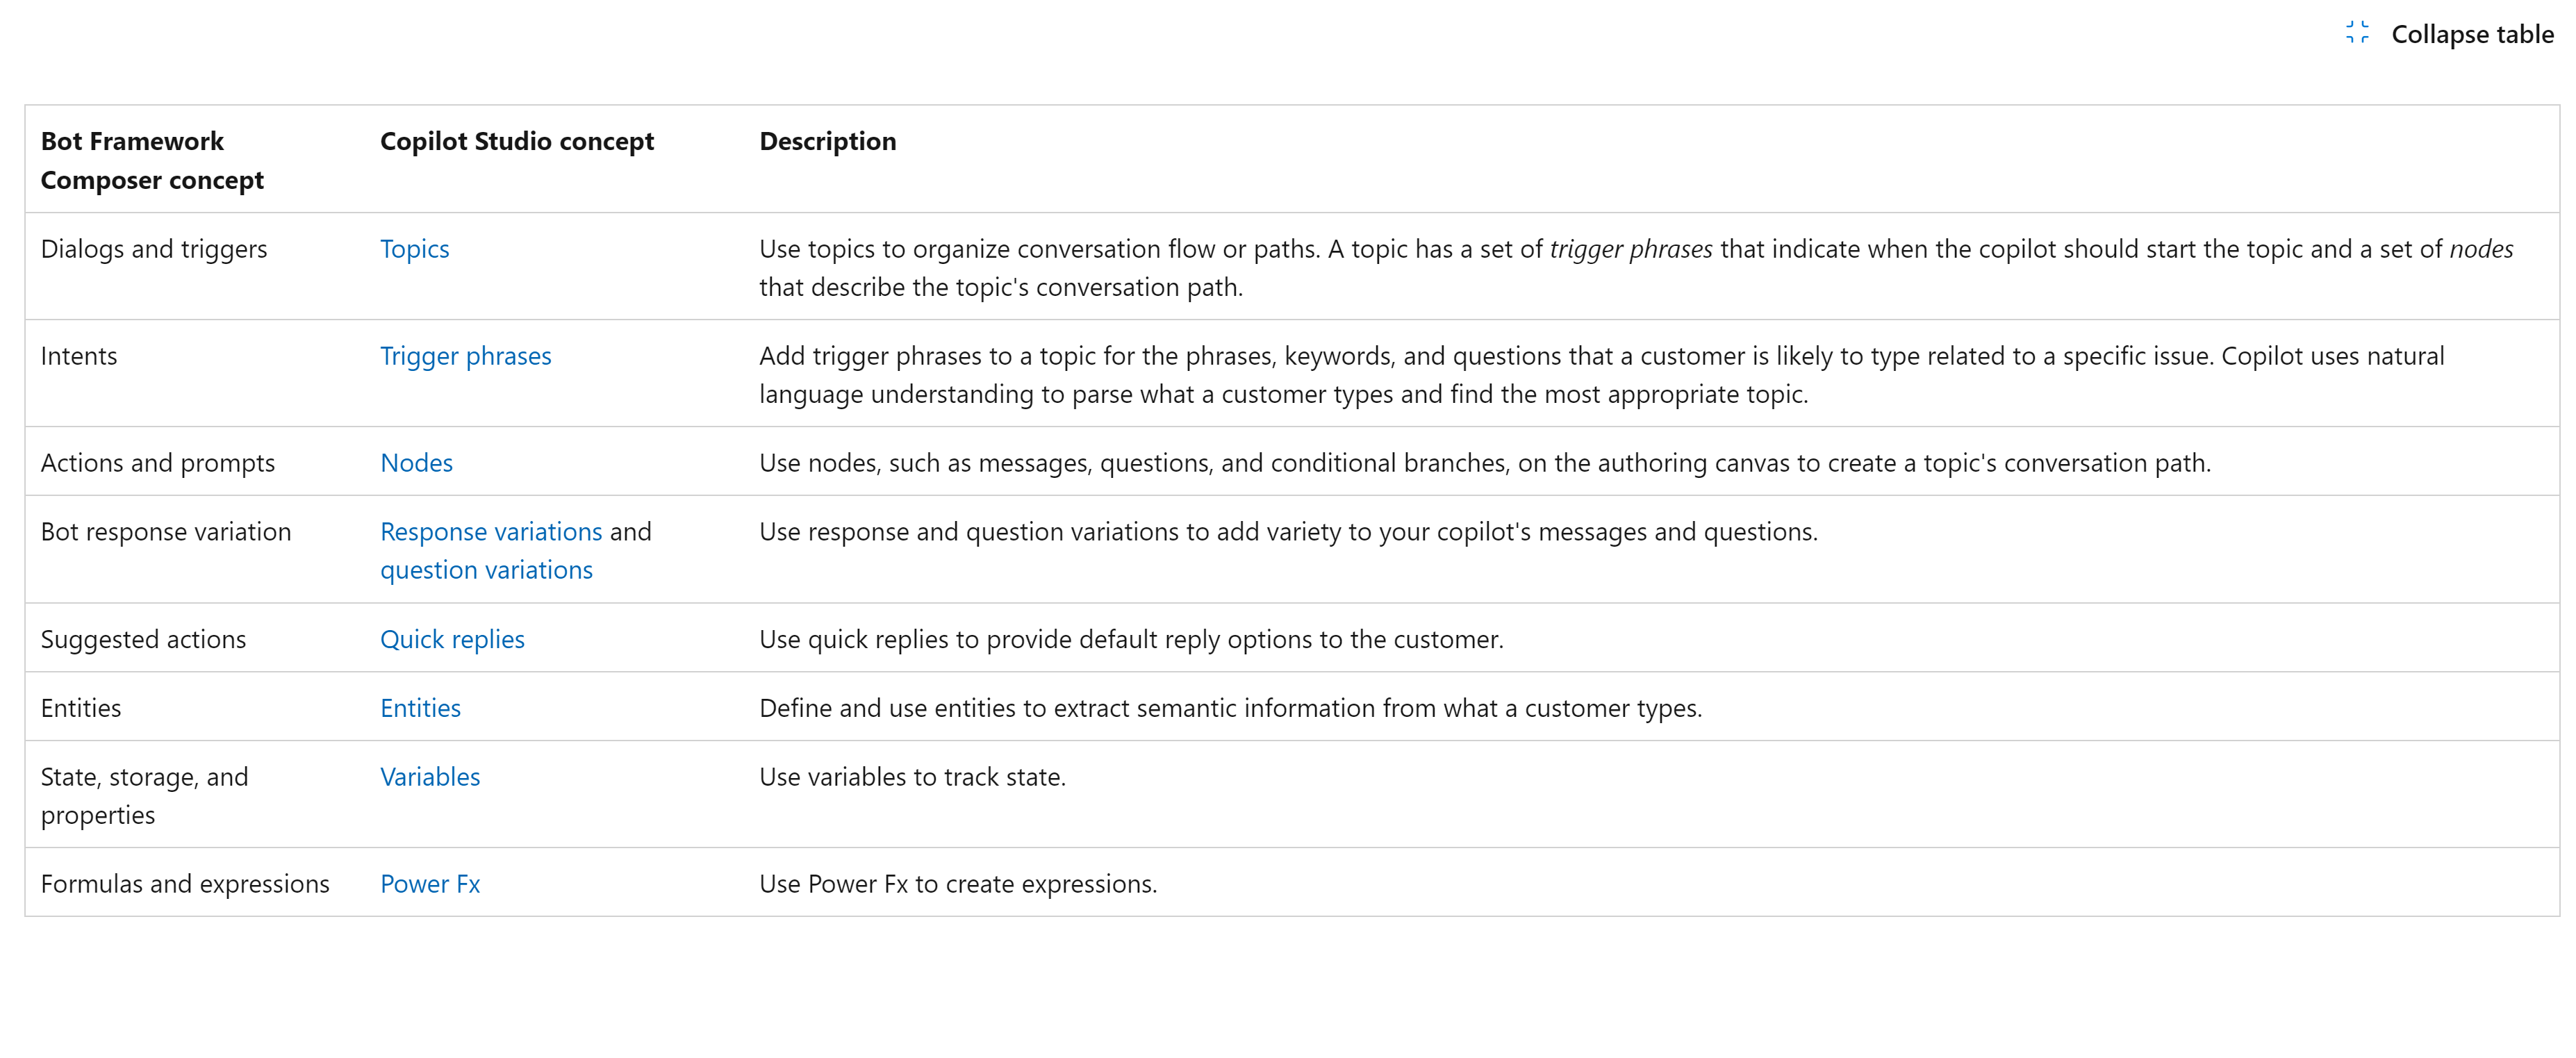 Collapse table
Bot Framework
Composer concept
Copilot Studio concept
Description
Dialogs and triggers
Topics
Use topics to organize conversation flow or paths. A topic has a set of trigger phrases that indicate when the copilot should start the topic and a set of nodes
that describe the topic's conversation path.
Intents
Trigger phrases
Add trigger phrases to a topic for the phrases, keywords, and questions that a customer is likely to type related to a specific issue. Copilot uses natural
language understanding to parse what a customer types and find the most appropriate topic.
Actions and prompts
Nodes
Use nodes, such as messages, questions, and conditional branches, on the authoring canvas to create a topic's conversation path.
Bot response variation
Response variations and
question variations
Use response and question variations to add variety to your copilot's messages and questions.
Suggested actions
Quick replies
Use quick replies to provide default reply options to the customer.
Entities
Entities
Define and use entities to extract semantic information from what a customer types.
State, storage, and
properties
Variables
Use variables to track state.
Formulas and expressions
Power Fx
Use Power Fx to create expressions.